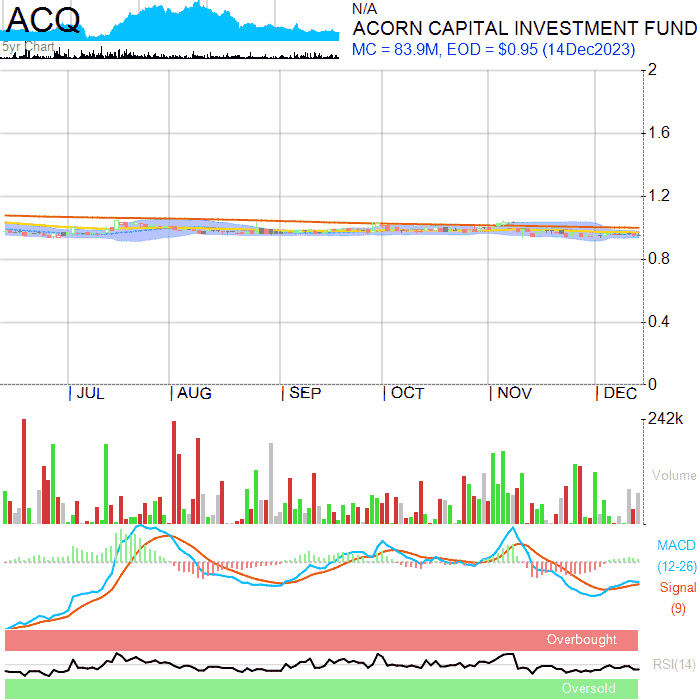 ACQ
5yr Chart
N/A
ACORN CAPITAL INVESTMENT FUND
MC = 83.9M, EOD = $0.95 (14Dec2023)
2
1.6
1.2
0.8
0.4
0
JUL AUG SEP OCT NOV DEC
242k
Volume
MACD
(12-26)
Signal
(9)
Overbought
RSI(14)
Oversold